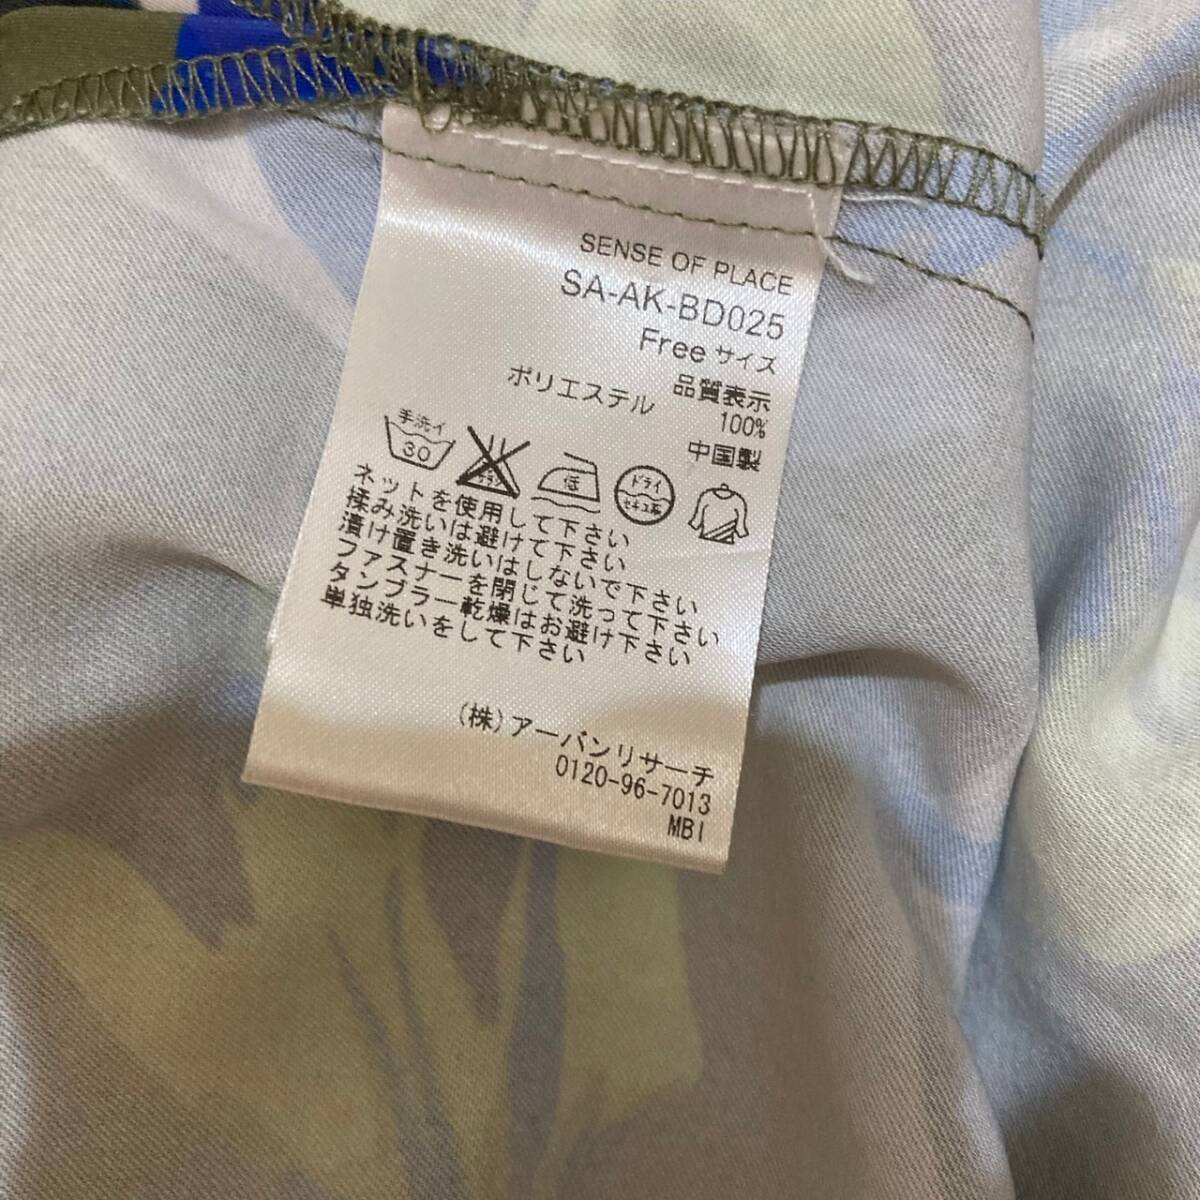 SENSE OF PLACE
SA-AK-BD025
Free サイズ
品質表示
ポリエステル 100%
中国製
手洗イ
30
低
ドライ
セキユ系
ネットを使用して下さい
揉み洗いは避けて下さい
漬け置き洗いはしないで下さい
ファスナーを閉じて洗って下さい
タンブラー乾燥はお避け下さい
単独洗いをして下さい
(株)アーバンリサーチ
0120-96-7013
MBI